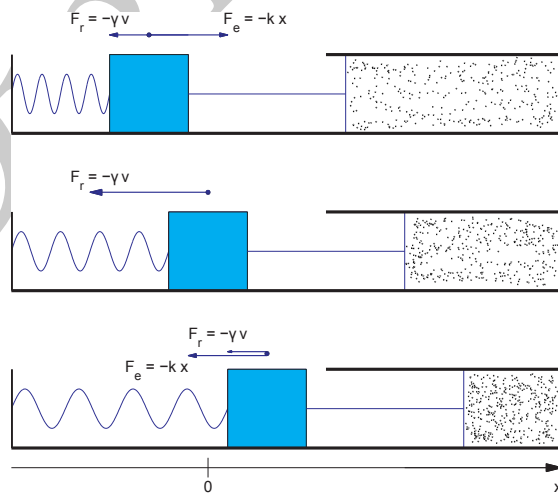 F_r = −γ v    F_e = −k x
F_r = −γ v
F_r = −γ v
F_e = −k x
0    x